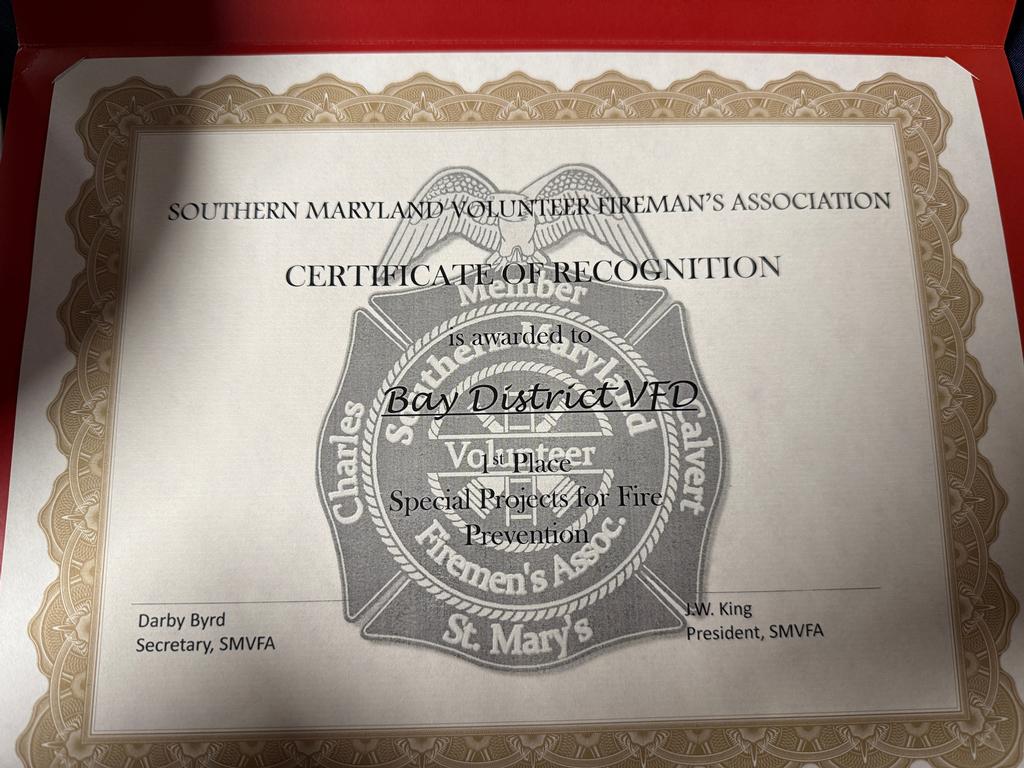 SOUTHERN MARYLAND VOLUNTEER FIREMAN'S ASSOCIATION
CERTIFICATE OF RECOGNITION
Member
is awarded to
Southern Maryland
Bay District VFD
Charles
Calvert
Volunteer
1st Place
Special Projects for Fire
Prevention
Firemen's Assoc.
St. Mary's
Darby Byrd
Secretary, SMVFA
J.W. King
President, SMVFA